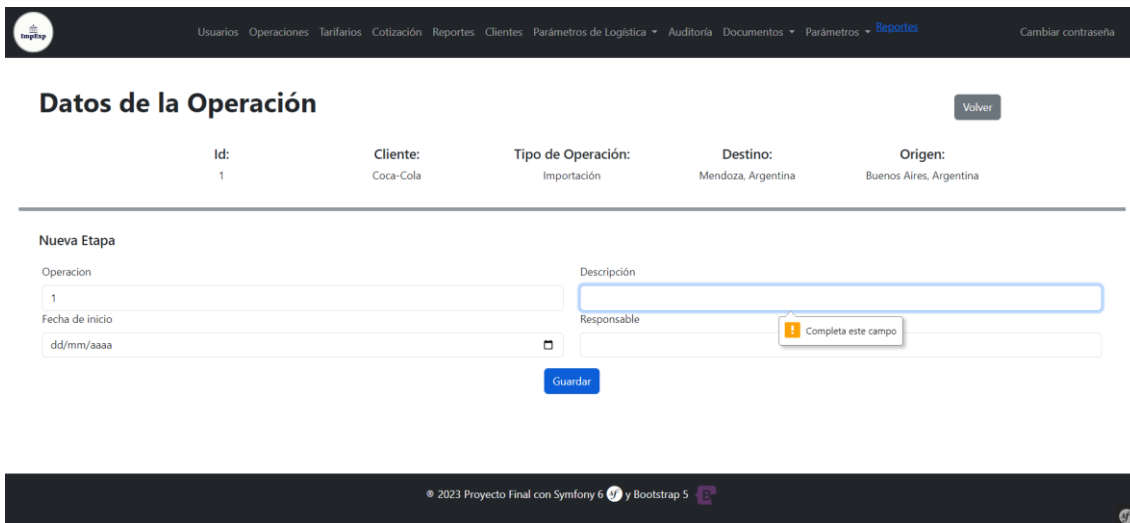 ImpExp
Usuarios Operaciones Tarifarios Cotización Reportes Clientes Parámetros de Logística Auditoría Documentos Parámetros Reportes Cambiar contraseña
Datos de la Operación
Volver
Id: Cliente: Tipo de Operación: Destino: Origen:
1 Coca-Cola Importación Mendoza, Argentina Buenos Aires, Argentina
Nueva Etapa
Operacion Descripción
1
Fecha de inicio Responsable
Completa este campo
dd/mm/aaaa
Guardar
® 2023 Proyecto Final con Symfony 6 sf y Bootstrap 5 B
sf